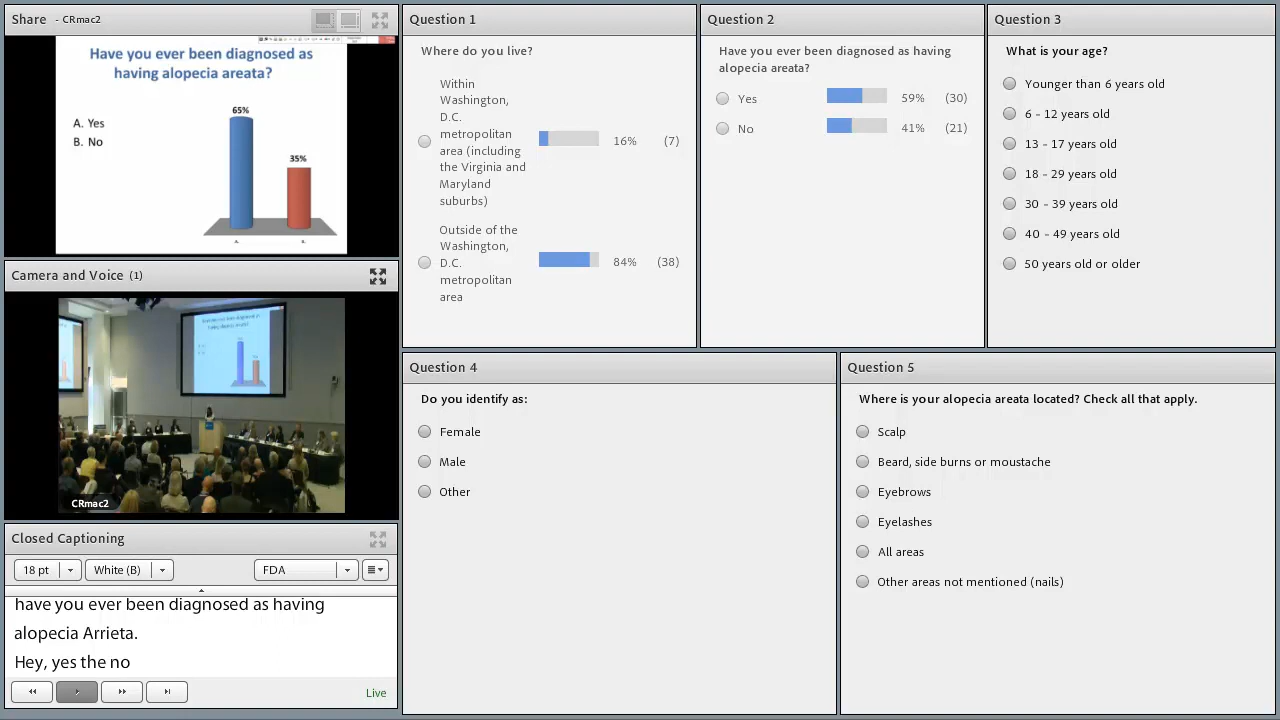 Share - CRmac2
Have you ever been diagnosed as
having alopecia areata?
A. Yes
B. No
65%
35%
A.
B.
Camera and Voice (1)
CRmac2
Closed Captioning
18 pt
White (B)
FDA
have you ever been diagnosed as having
alopecia Arrieta.
Hey, yes the no
Live
Question 1
Where do you live?
Within
Washington,
D.C.
metropolitan
area (including
the Virginia and
Maryland
suburbs)
16% (7)
Outside of the
Washington,
D.C.
metropolitan
area
84% (38)
Question 2
Have you ever been diagnosed as having
alopecia areata?
Yes 59% (30)
No 41% (21)
Question 3
What is your age?
Younger than 6 years old
6 - 12 years old
13 - 17 years old
18 - 29 years old
30 - 39 years old
40 - 49 years old
50 years old or older
Question 4
Do you identify as:
Female
Male
Other
Question 5
Where is your alopecia areata located? Check all that apply.
Scalp
Beard, side burns or moustache
Eyebrows
Eyelashes
All areas
Other areas not mentioned (nails)